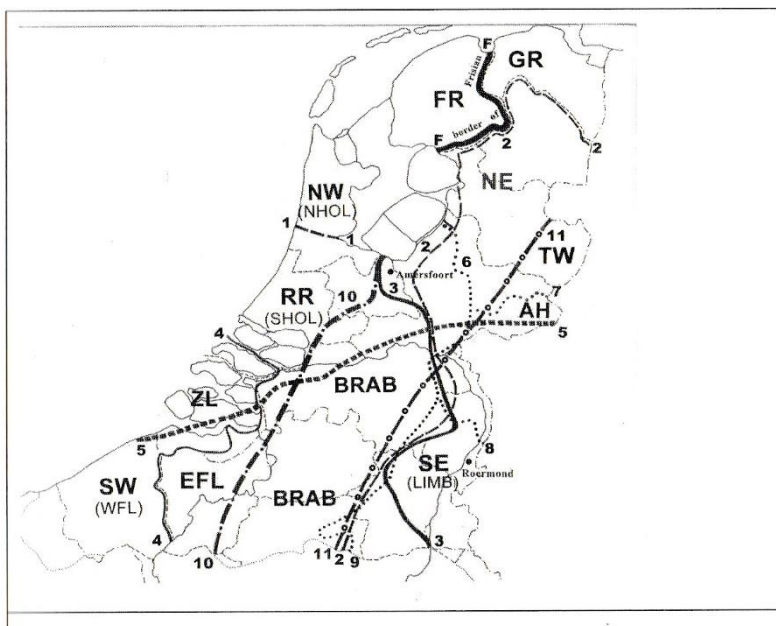 F
GR
Frisian
FR
border of
F
2
2
NE
NW
(NHOL)
1
1
2
11
6
TW
Amersfoort
3
7
RR
10
(SHOL)
AH
4
5
BRAB
ZL
5
8
SE
Roermond
(LIMB)
EFL
BRAB
SW
(WFL)
4
3
10
11
2
9